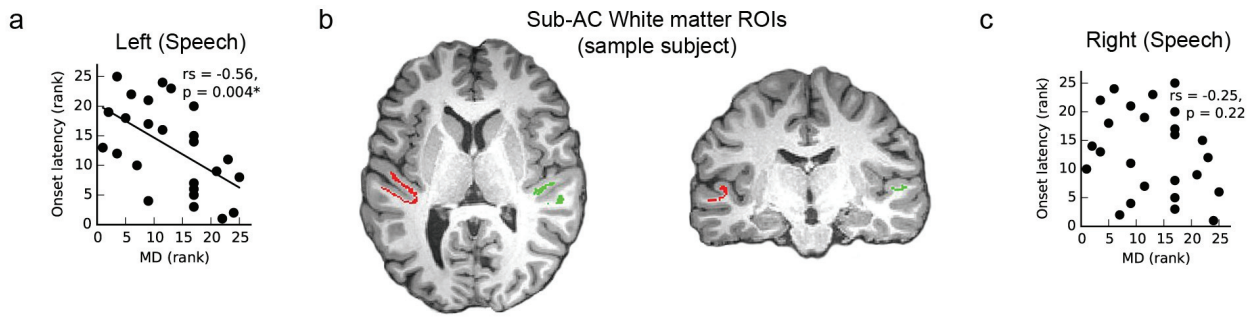 a
Left (Speech)
rs = -0.56,
p = 0.004*
Onset latency (rank)
25
20
15
10
5
0
0 5 10 15 20 25
MD (rank)
b
Sub-AC White matter ROIs
(sample subject)
c
Right (Speech)
rs = -0.25,
p = 0.22
Onset latency (rank)
25
20
15
10
5
0
0 5 10 15 20 25
MD (rank)